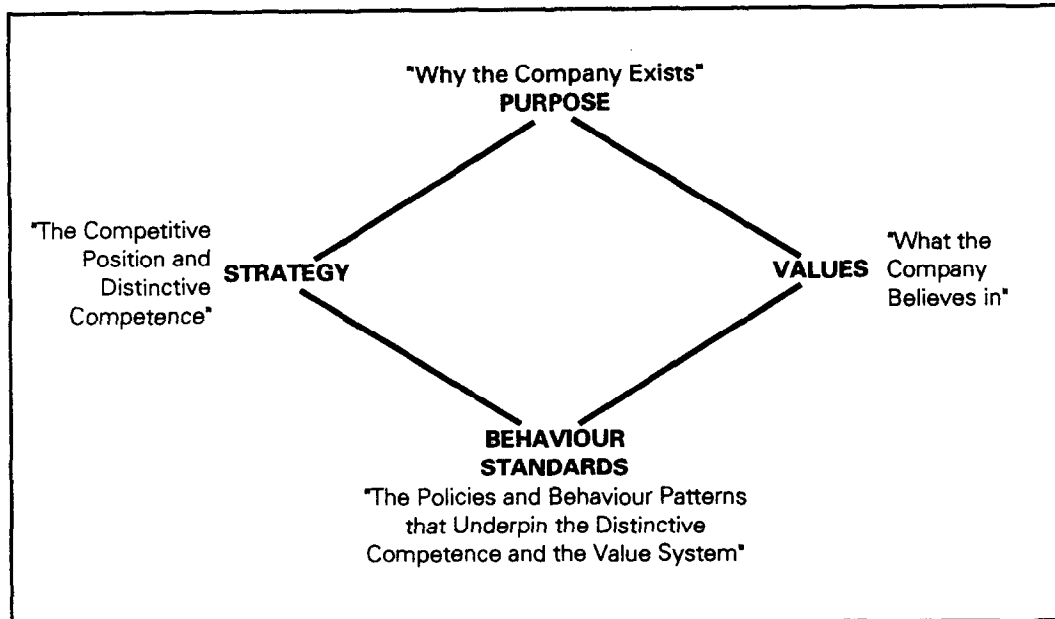 "Why the Company Exists"
PURPOSE
"The Competitive
Position and
Distinctive
Competence"
STRATEGY
VALUES
"What the
Company
Believes in"
BEHAVIOUR
STANDARDS
"The Policies and Behaviour Patterns
that Underpin the Distinctive
Competence and the Value System"